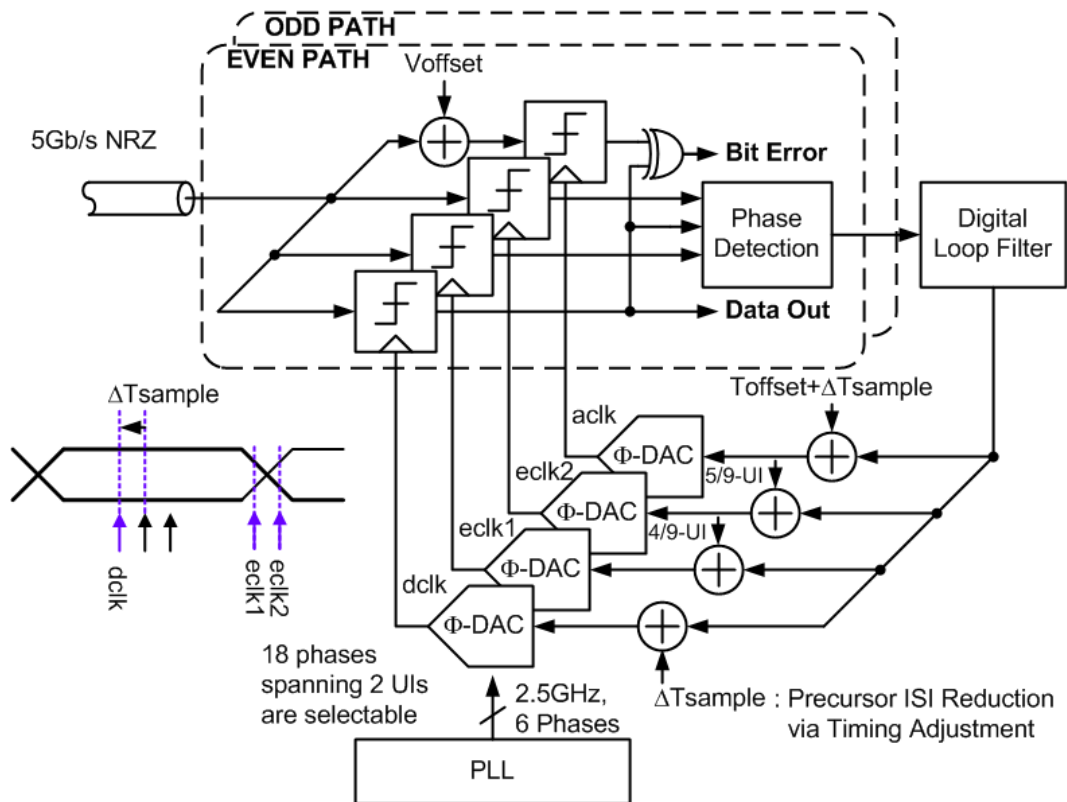 ODD PATH
EVEN PATH
Voffset
5Gb/s NRZ
Bit Error
Phase
Detection
Digital
Loop Filter
Data Out
ΔTsample
Toffset+ΔTsample
aclk
Φ-DAC
5/9-UI
eclk2
Φ-DAC
4/9-UI
eclk1
Φ-DAC
dclk
Φ-DAC
dclk
eclk1
eclk2
18 phases
spanning 2 UIs
are selectable
2.5GHz,
6 Phases
ΔTsample : Precursor ISI Reduction
via Timing Adjustment
PLL